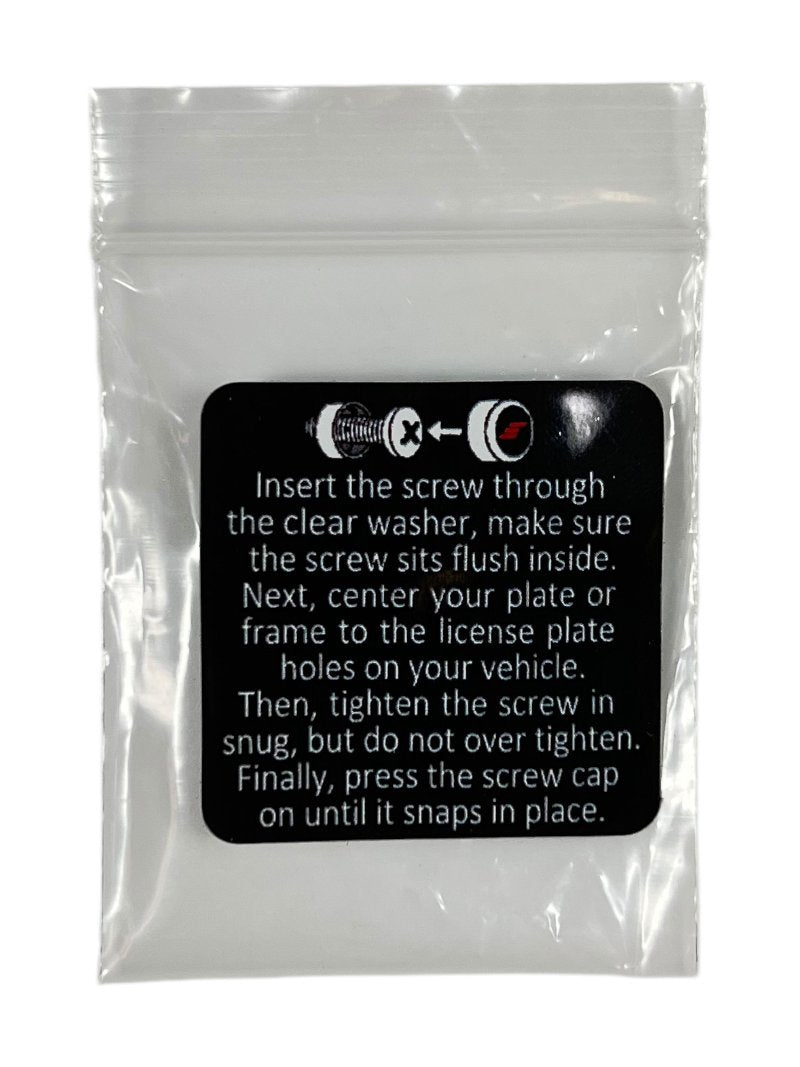 Insert the screw through
the clear washer, make sure
the screw sits flush inside.
Next, center your plate or
frame to the license plate
holes on your vehicle.
Then, tighten the screw in
snug, but do not over tighten.
Finally, press the screw cap
on until it snaps in place.